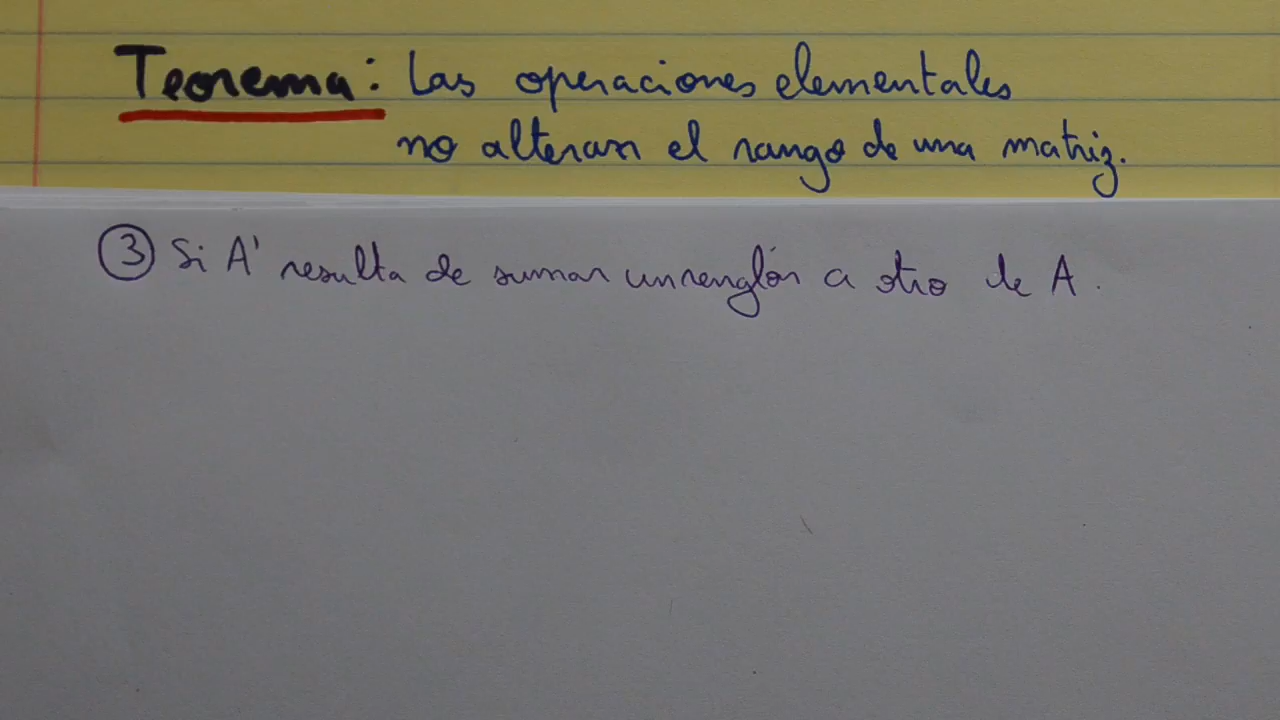 Teorema: Las operaciones elementales
no alteran el rango de una matriz.
③ Si A' resulta de sumar un renglón a otro de A.